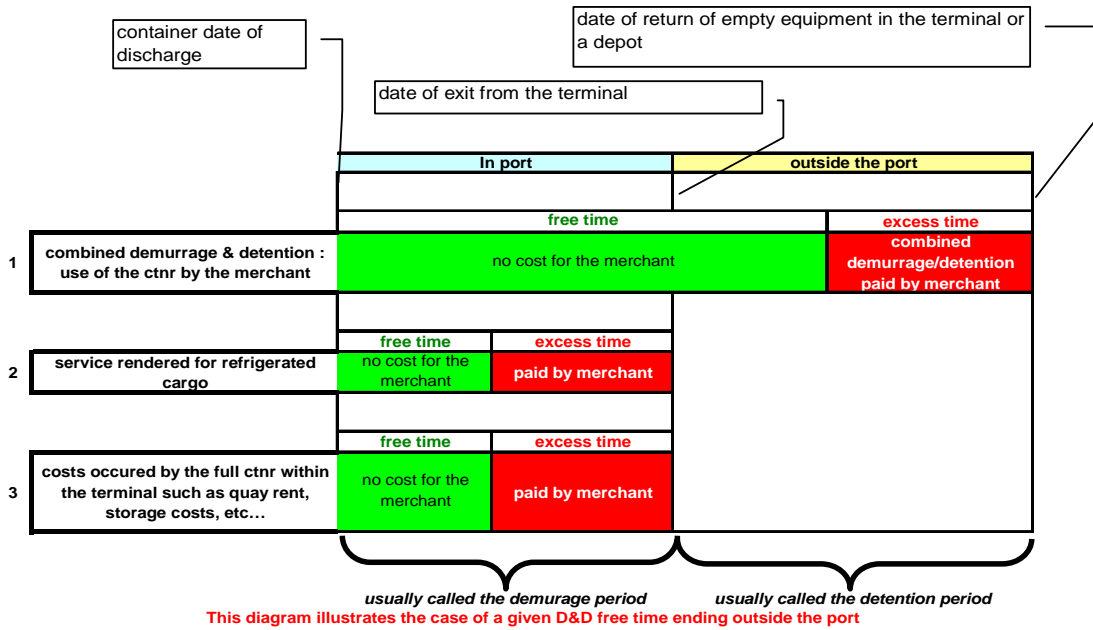 container date of
discharge
date of return of empty equipment in the terminal or
a depot
date of exit from the terminal
In port
outside the port
free time
excess time
1
combined demurrage & detention :
use of the ctnr by the merchant
no cost for the merchant
combined
demurrage/detention
paid by merchant
free time
excess time
2
service rendered for refrigerated
cargo
no cost for the
merchant
paid by merchant
free time
excess time
3
costs occured by the full ctnr within
the terminal such as quay rent,
storage costs, etc…
no cost for the
merchant
paid by merchant
usually called the demurage period
usually called the detention period
This diagram illustrates the case of a given D&D free time ending outside the port